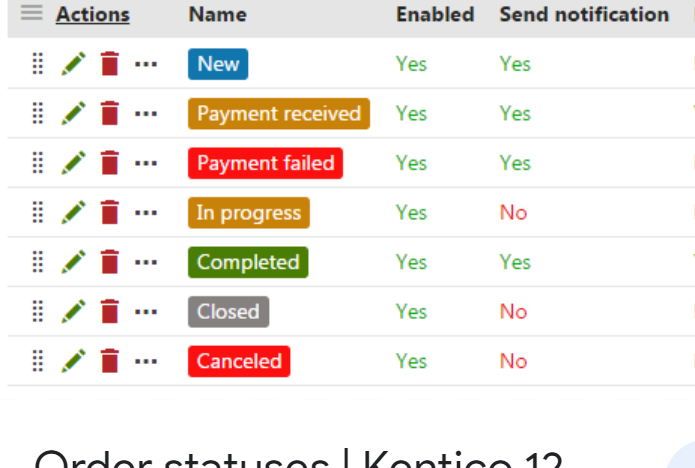 Actions Name Enabled Send notification
New Yes Yes
Payment received Yes Yes
Payment failed Yes Yes
In progress Yes No
Completed Yes Yes
Closed Yes No
Canceled Yes No
Order statuses | Kentico 12